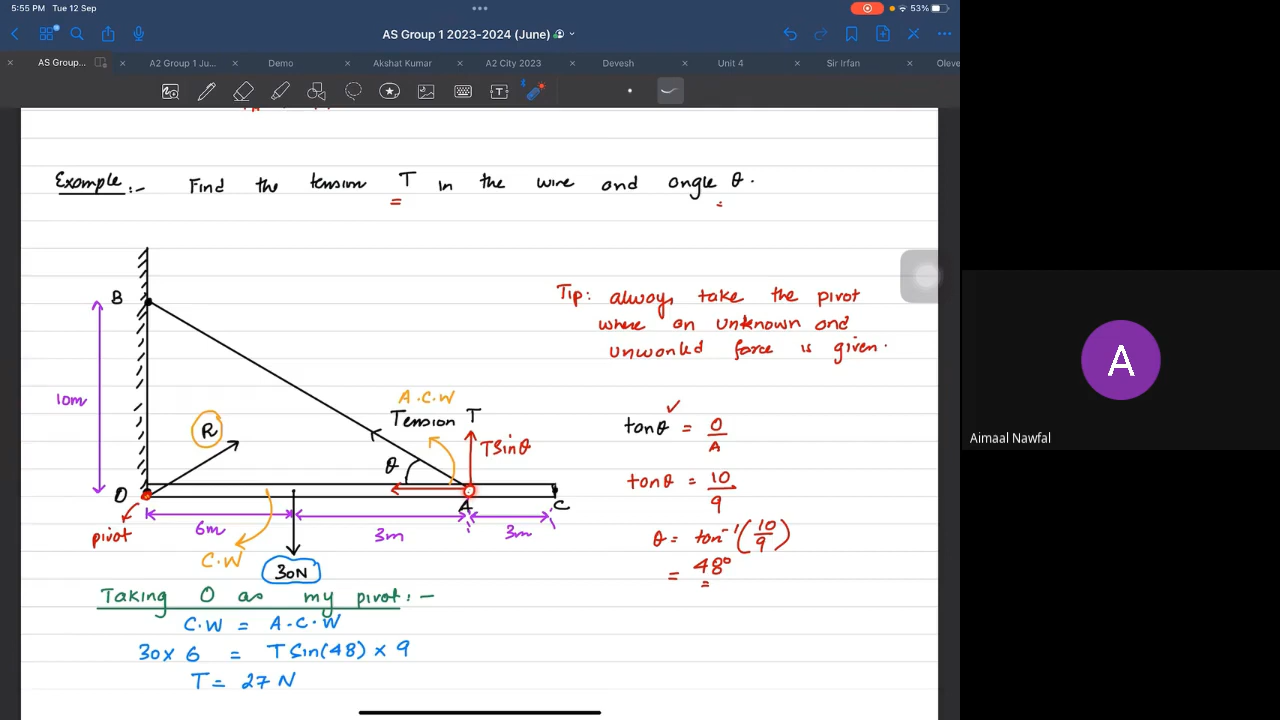 5:55 PM Tue 12 Sep
53%
AS Group 1 2023-2024 (June)
AS Group...
A2 Group 1 Ju...
Demo
Akshat Kumar
A2 City 2023
Devesh
Unit 4
Sir Irfan
Oleve
Example:- Find the tension T in the wire and angle θ.
Tip: always take the pivot
where an unknown and
unwanted force is given.
B
10m
R
A.C.W
Tension T
TSinθ
θ
O
A
C
pivot
6m
3m
3m
C.W
30N
tanθ = O/A
tanθ = 10/9
θ = tan⁻¹(10/9)
= 48°
Taking O as my pivot:-
C.W = A.C.W
30 x 6 = T Sin(48) x 9
T = 27 N
A
Aimaal Nawfal